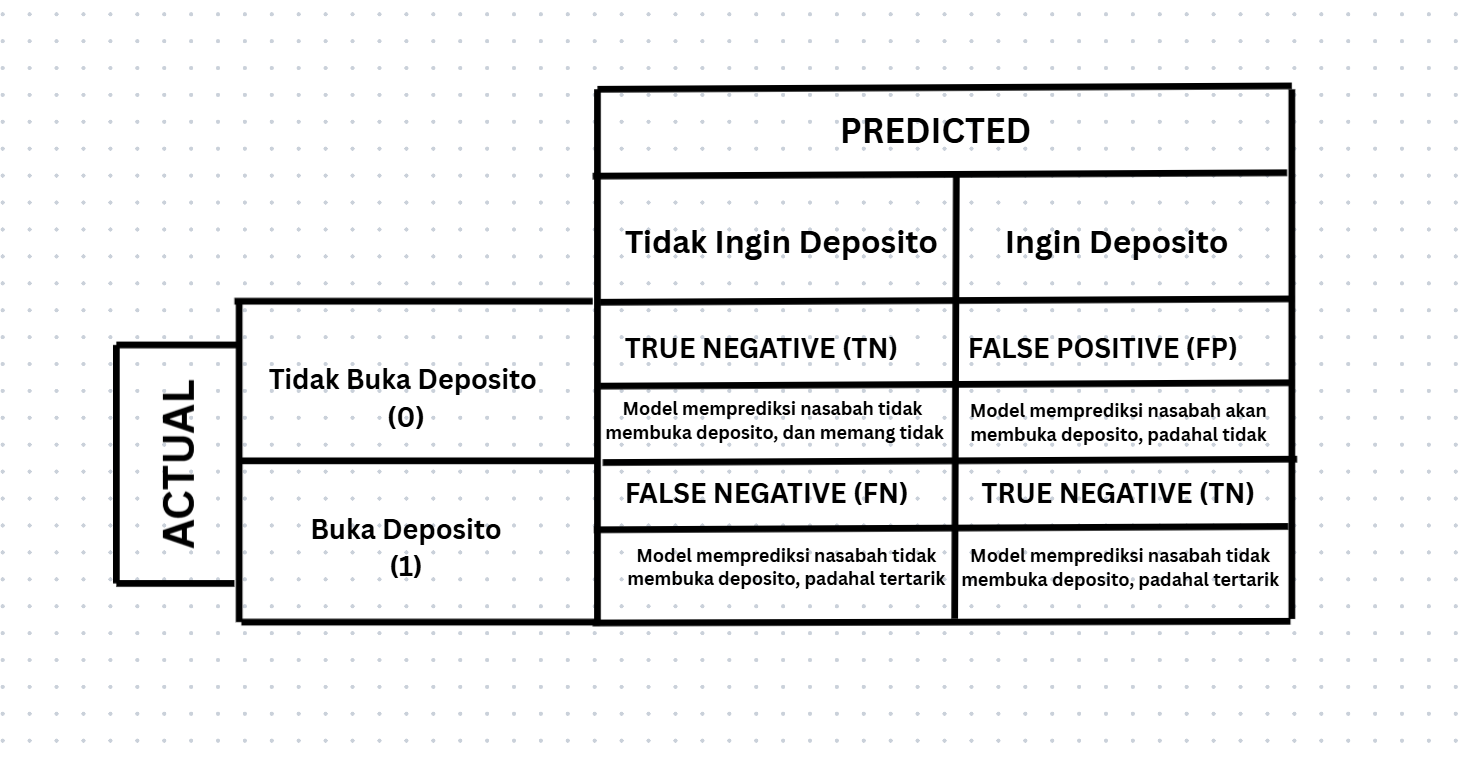 PREDICTED
Tidak Ingin Deposito
Ingin Deposito
ACTUAL
Tidak Buka Deposito
(0)
TRUE NEGATIVE (TN)
FALSE POSITIVE (FP)
Model memprediksi nasabah tidak
membuka deposito, dan memang tidak
Model memprediksi nasabah akan
membuka deposito, padahal tidak
Buka Deposito
(1)
FALSE NEGATIVE (FN)
TRUE NEGATIVE (TN)
Model memprediksi nasabah tidak
membuka deposito, padahal tertarik
Model memprediksi nasabah tidak
membuka deposito, padahal tertarik